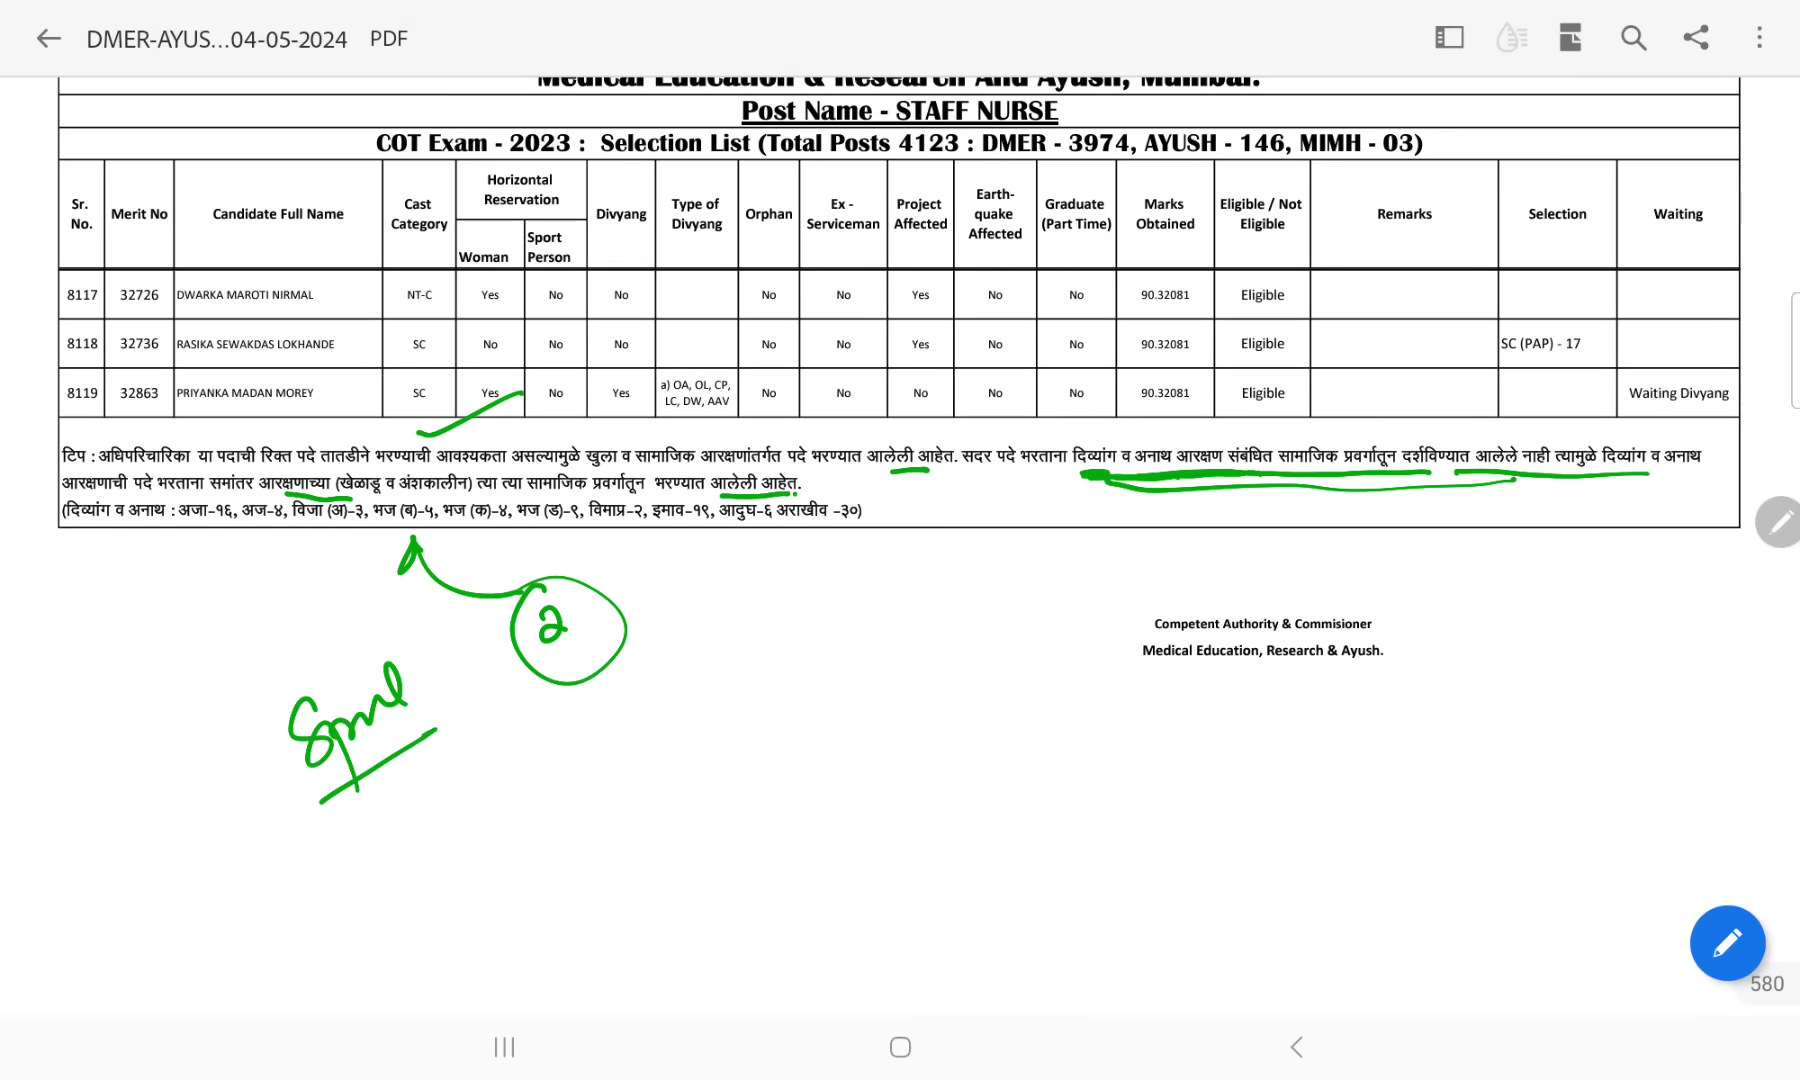 DMER-AYUS...04-05-2024 PDF
Medical Education & Research And Ayush, Mumbai.
Post Name - STAFF NURSE
COT Exam - 2023 : Selection List (Total Posts 4123 : DMER - 3974, AYUSH - 146, MIMH - 03)
Sr. No. Merit No Candidate Full Name Cast Category Horizontal Reservation Woman Sport Person Divyang Type of Divyang Orphan Ex - Serviceman Project Affected Earth-quake Affected Graduate (Part Time) Marks Obtained Eligible / Not Eligible Remarks Selection Waiting
8117 32726 DWARKA MAROTI NIRMAL NT-C Yes No No No No Yes No No 90.32081 Eligible
8118 32736 RASIKA SEWAKDAS LOKHANDE SC No No No No No Yes No No 90.32081 Eligible SC (PAP) - 17
8119 32863 PRIYANKA MADAN MOREY SC Yes No Yes a) OA, OL, CP, LC, DW, AAV No No No No No 90.32081 Eligible Waiting Divyang
टिप : अधिपरिचारिका या पदाची रिक्त पदे तातडीने भरण्याची आवश्यकता असल्यामुळे खुला व सामाजिक आरक्षणांतर्गत पदे भरण्यात आलेली आहेत. सदर पदे भरताना दिव्यांग व अनाथ आरक्षण संबंधित सामाजिक प्रवर्गातून दर्शविण्यात आलेले नाही त्यामुळे दिव्यांग व अनाथ
आरक्षणाची पदे भरताना समांतर आरक्षणाच्या (खेळाडू व अंशकालीन) त्या त्या सामाजिक प्रवर्गातून भरण्यात आलेली आहेत.
(दिव्यांग व अनाथ : अजा-१६, अज-४, विजा (अ)-३, भज (ब)-५, भज (क)-४, भज (ड)-९, विमाप्र-२, इमाव-१९, आदुघ-६ अराखीव -३०)
Competent Authority & Commisioner
Medical Education, Research & Ayush.
580